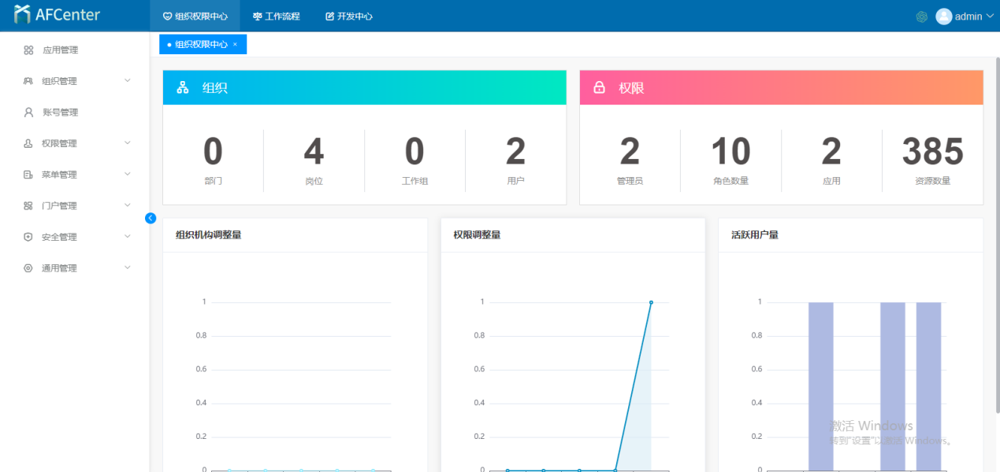 AFCenter
组织权限中心
工作流程
开发中心
admin
应用管理
组织管理
账号管理
权限管理
菜单管理
门户管理
安全管理
通用管理
组织权限中心 ×
组织
0
部门
4
岗位
0
工作组
2
用户
权限
2
管理员
10
角色数量
2
应用
385
资源数量
组织机构调整量
1
0.8
0.6
0.4
0.2
0
权限调整量
1
0.8
0.6
0.4
0.2
0
活跃用户量
1
0.8
0.6
0.4
0.2
0
激活 Windows
转到"设置"以激活 Windows。